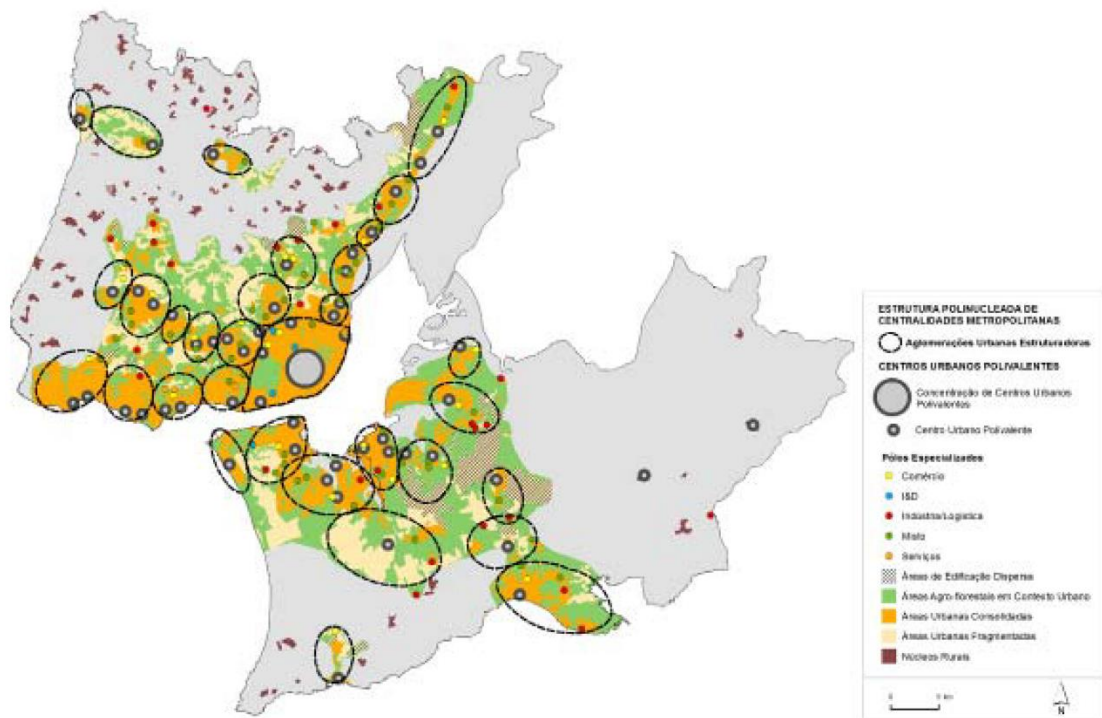 ESTRUTURA POLINUCLEADA DE
CENTRALIDADES METROPOLITANAS
Aglomerações Urbanas Estruturadoras
CENTROS URBANOS POLIVALENTES
Concentração de Centros Urbanos
Polivalentes
Centro Urbano Polivalente
Pólos Especializados
Comércio
I&D
Indústria/Logística
Misto
Serviços
Áreas de Edificação Dispersa
Áreas Agro-florestais em Contexto Urbano
Áreas Urbanas Consolidadas
Áreas Urbanas Fragmentadas
Núcleos Rurais
km
N